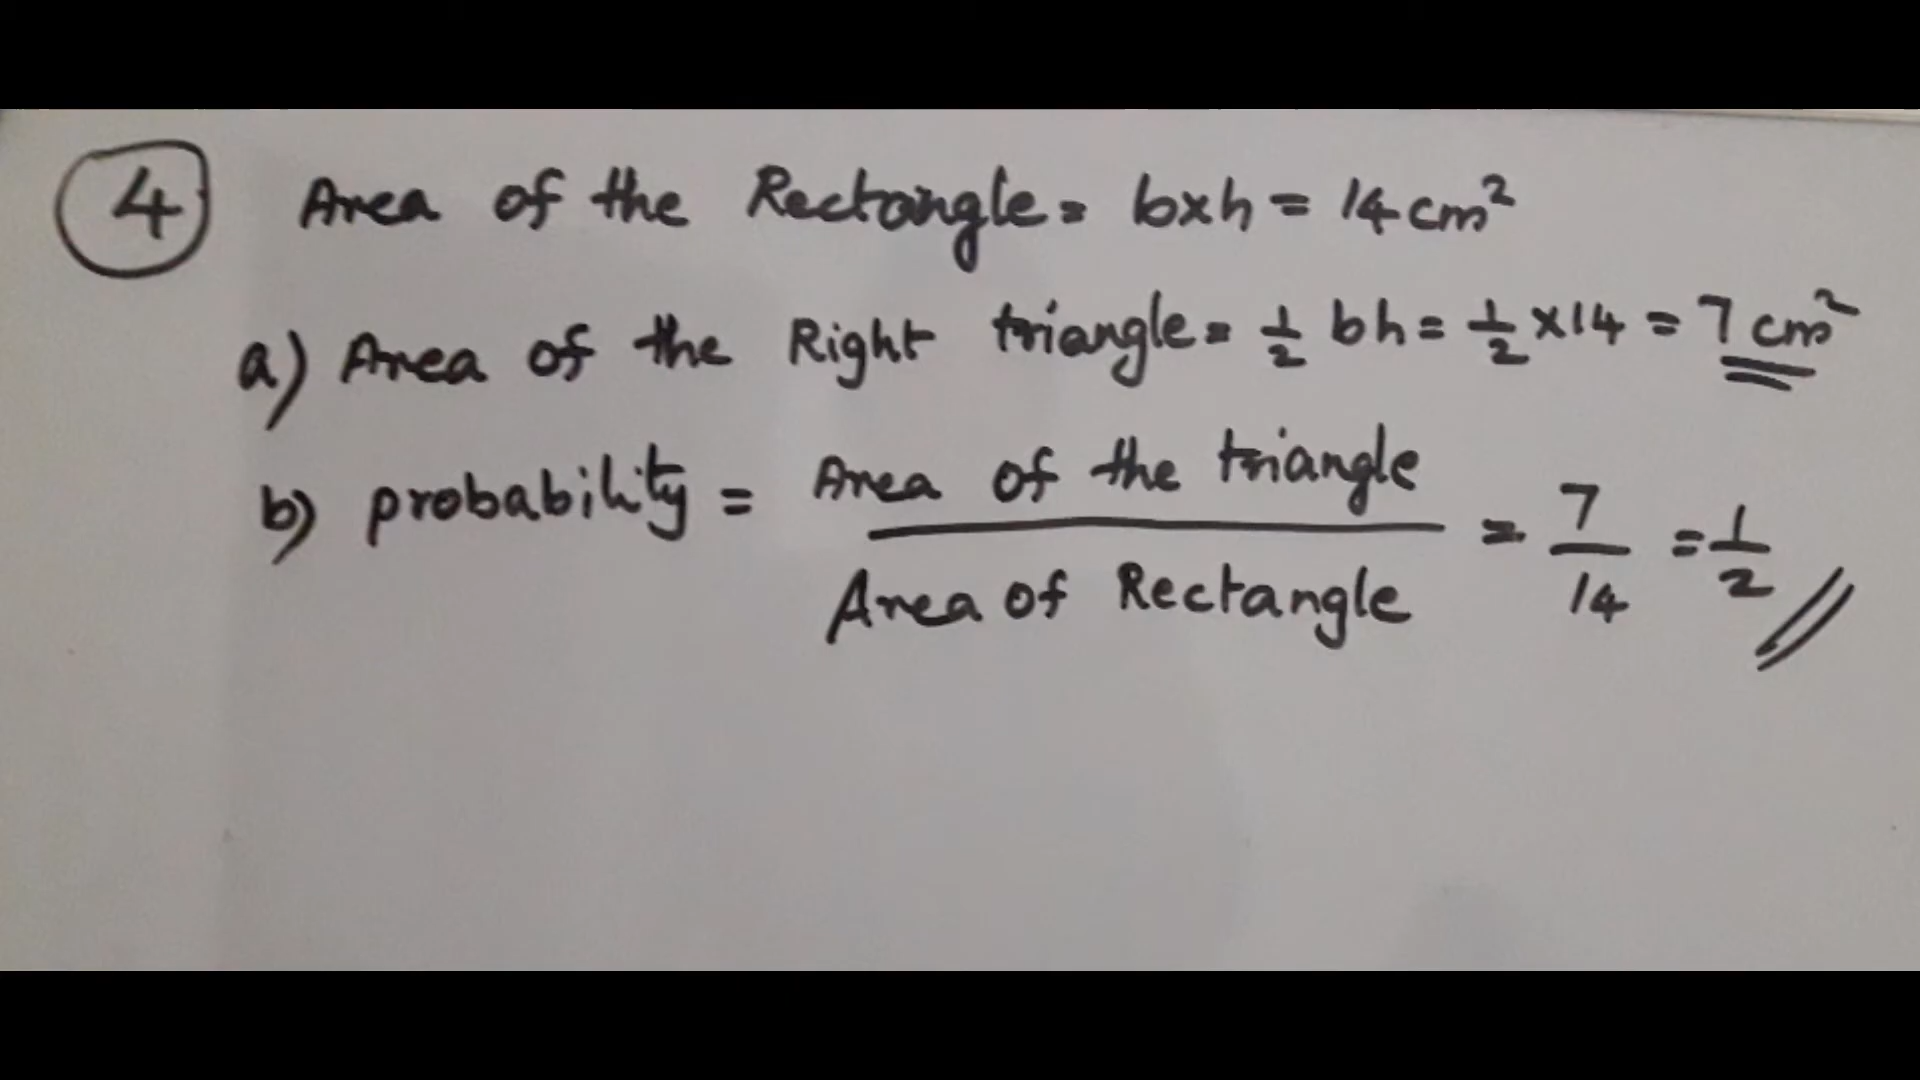 4 Area of the Rectangle = b×h = 14 cm²
a) Area of the Right triangle = 1/2 bh = 1/2 ×14 = 7 cm²
b) probability = Area of the triangle / Area of Rectangle = 7/14 = 1/2